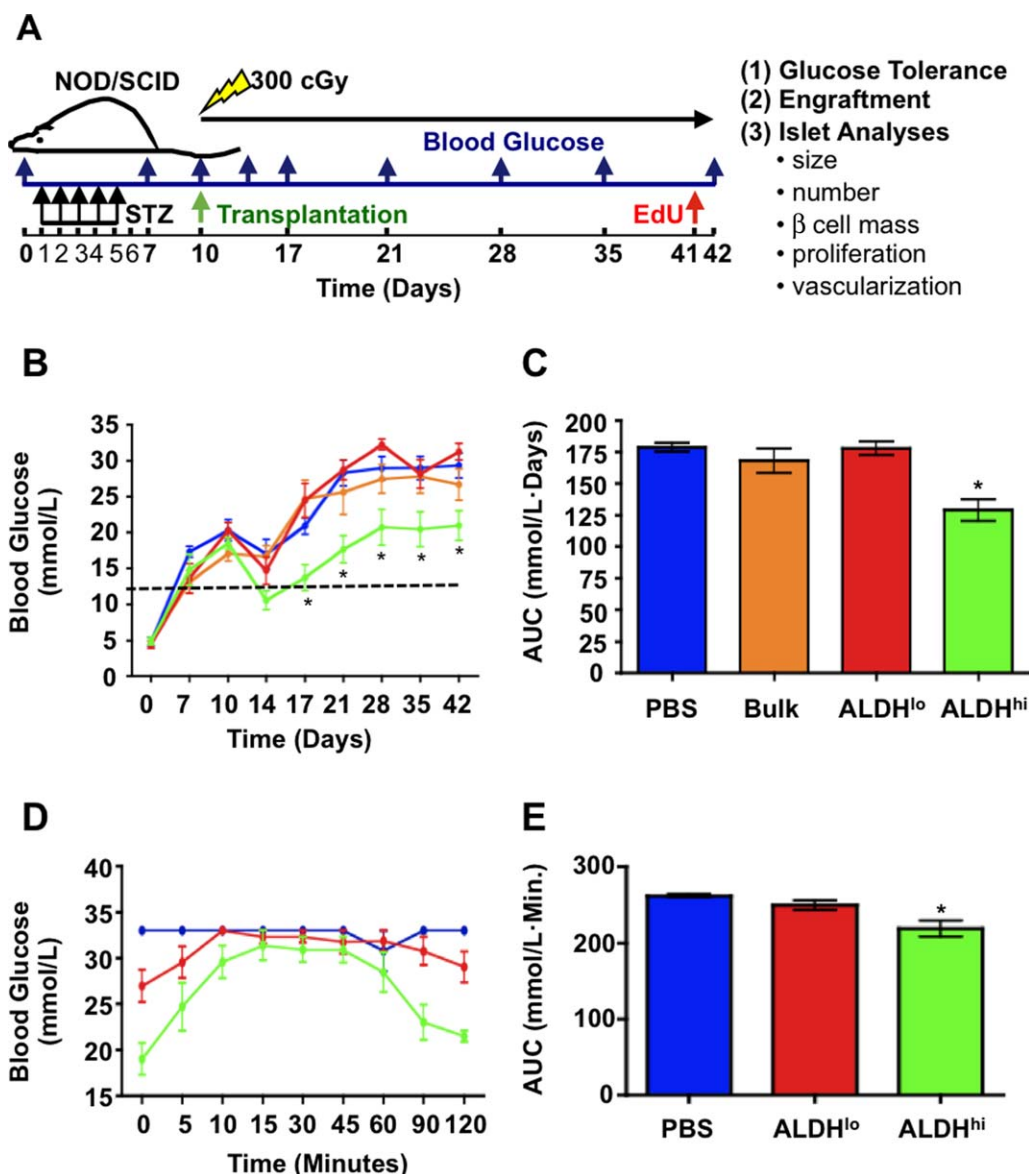 A
NOD/SCID
300 cGy
Blood Glucose
STZ
Transplantation
EdU
0 1 2 3 4 5 6 7 10 17 21 28 35 41 42
Time (Days)
(1) Glucose Tolerance
(2) Engraftment
(3) Islet Analyses
• size
• number
• β cell mass
• proliferation
• vascularization
B
Blood Glucose
(mmol/L)
35
30
25
20
15
10
5
0
* * * * *
0 7 10 14 17 21 28 35 42
Time (Days)
C
AUC (mmol/L·Days)
200
175
150
125
100
75
50
25
0
*
PBS Bulk ALDHlo ALDHhi
D
Blood Glucose
(mmol/L)
40
35
30
25
20
15
0 5 10 15 30 45 60 90 120
Time (Minutes)
E
AUC (mmol/L·Min.)
300
200
100
0
*
PBS ALDHlo ALDHhi